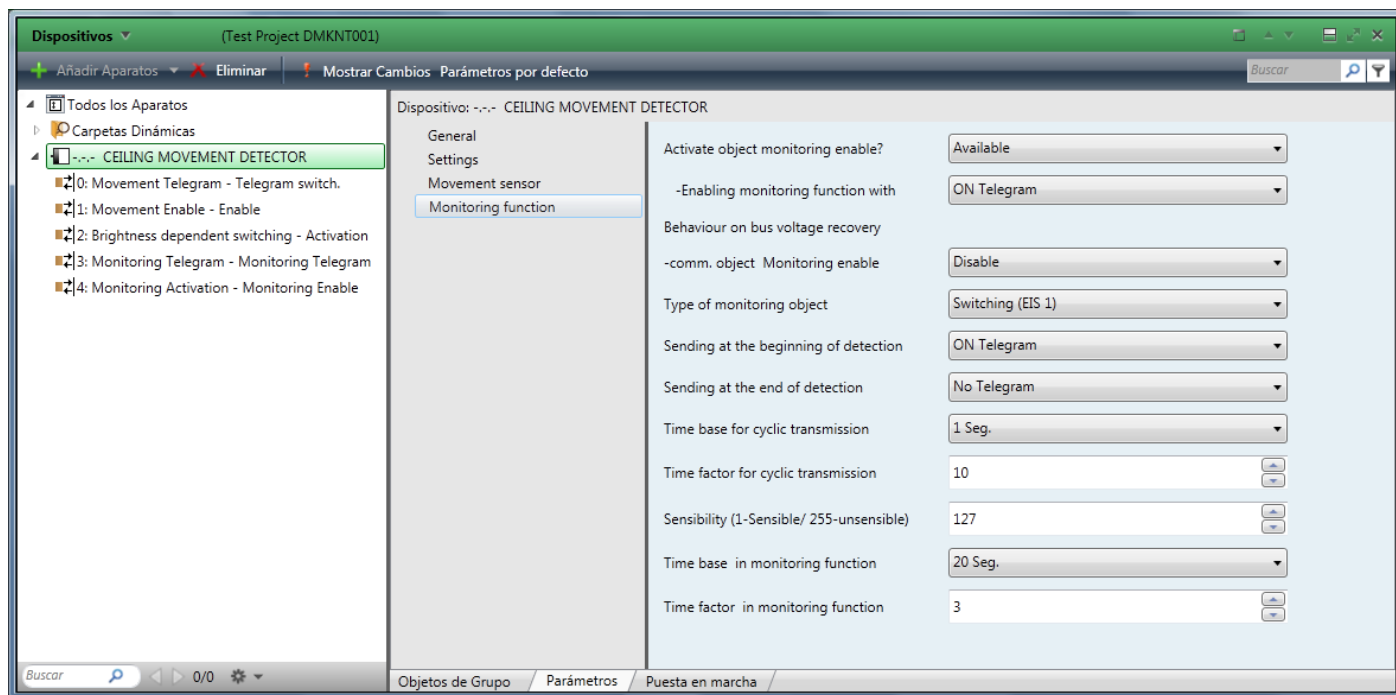 Dispositivos (Test Project DMKNT001)
Añadir Aparatos Eliminar Mostrar Cambios Parámetros por defecto Buscar
Todos los Aparatos
Carpetas Dinámicas
-.-.- CEILING MOVEMENT DETECTOR
0: Movement Telegram - Telegram switch.
1: Movement Enable - Enable
2: Brightness dependent switching - Activation
3: Monitoring Telegram - Monitoring Telegram
4: Monitoring Activation - Monitoring Enable
Buscar 0/0
Dispositivo: -.-.- CEILING MOVEMENT DETECTOR
General
Settings
Movement sensor
Monitoring function
Activate object monitoring enable? Available
-Enabling monitoring function with ON Telegram
Behaviour on bus voltage recovery
-comm. object Monitoring enable Disable
Type of monitoring object Switching (EIS 1)
Sending at the beginning of detection ON Telegram
Sending at the end of detection No Telegram
Time base for cyclic transmission 1 Seg.
Time factor for cyclic transmission 10
Sensibility (1-Sensible/ 255-unsensible) 127
Time base in monitoring function 20 Seg.
Time factor in monitoring function 3
Objetos de Grupo Parámetros Puesta en marcha